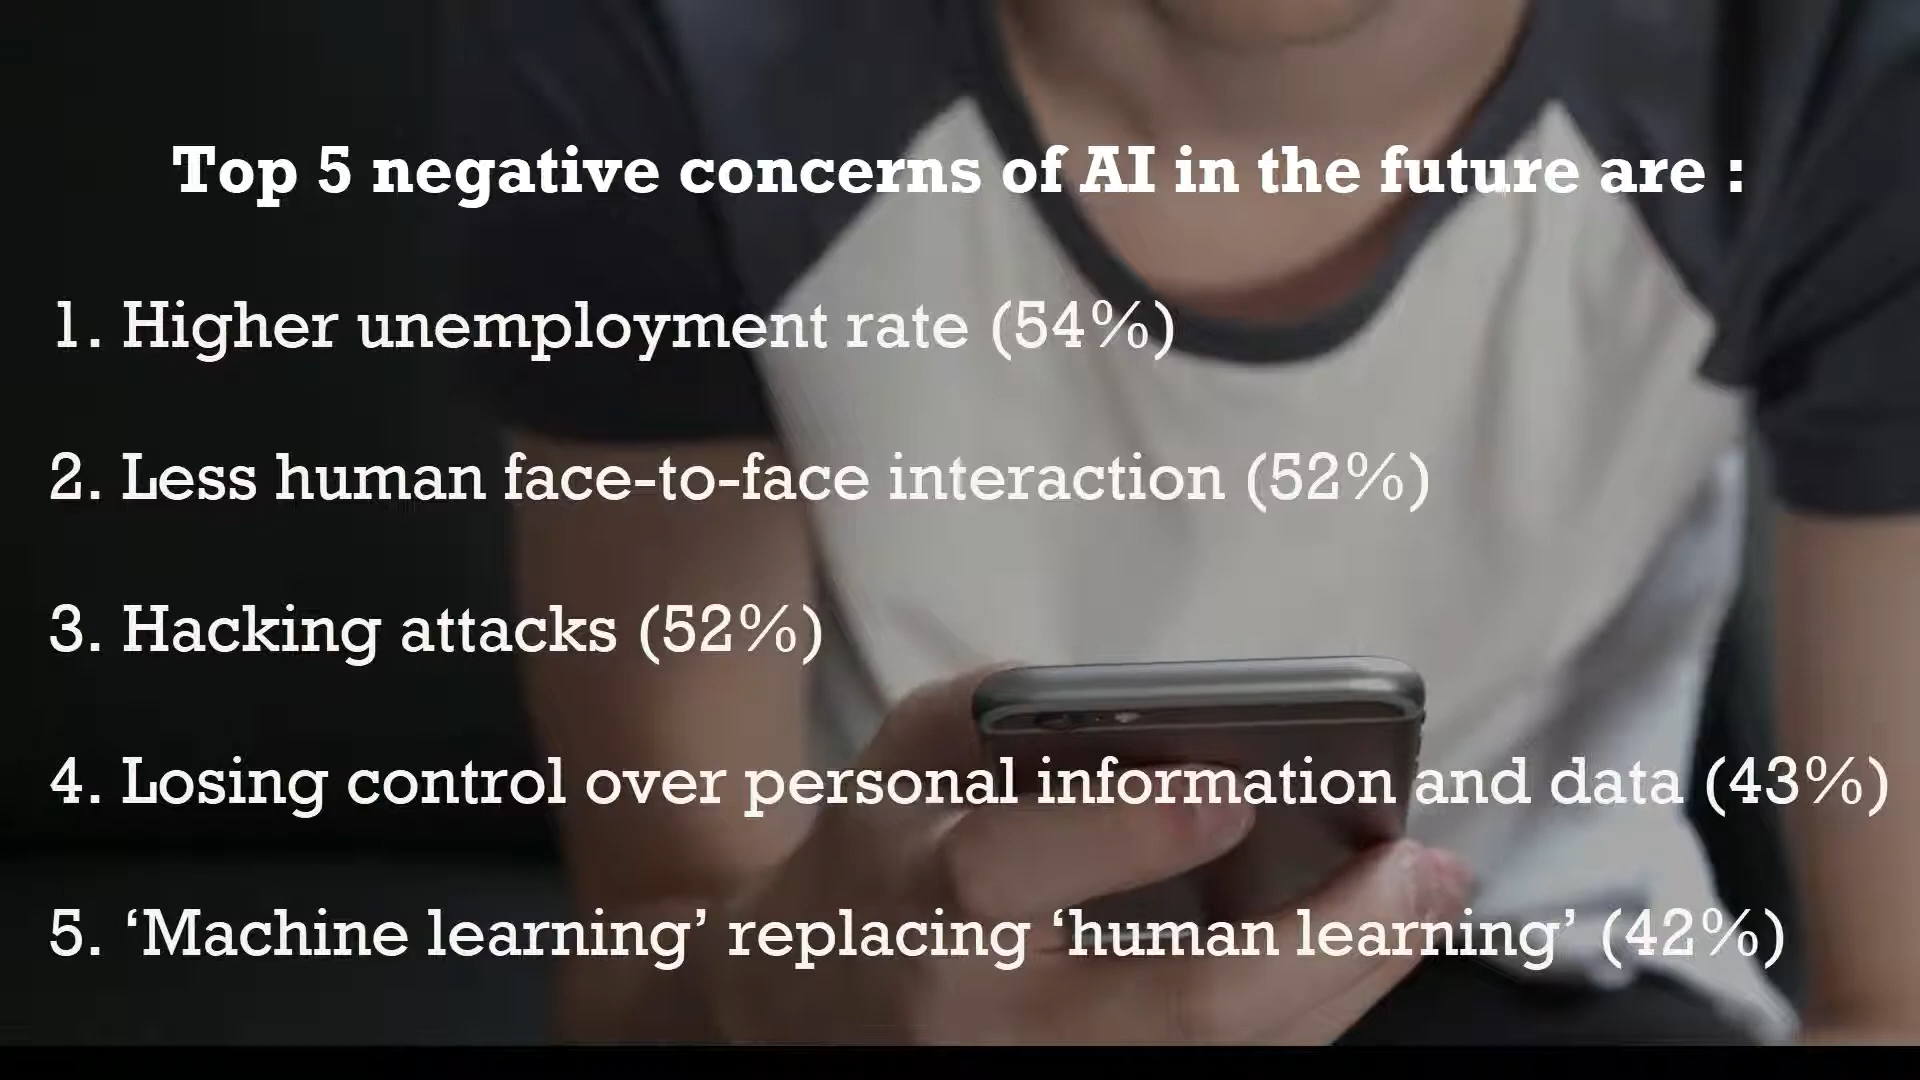 Top 5 negative concerns of AI in the future are :
1. Higher unemployment rate (54%)
2. Less human face-to-face interaction (52%)
3. Hacking attacks (52%)
4. Losing control over personal information and data (43%)
5. ‘Machine learning’ replacing ‘human learning’ (42%)